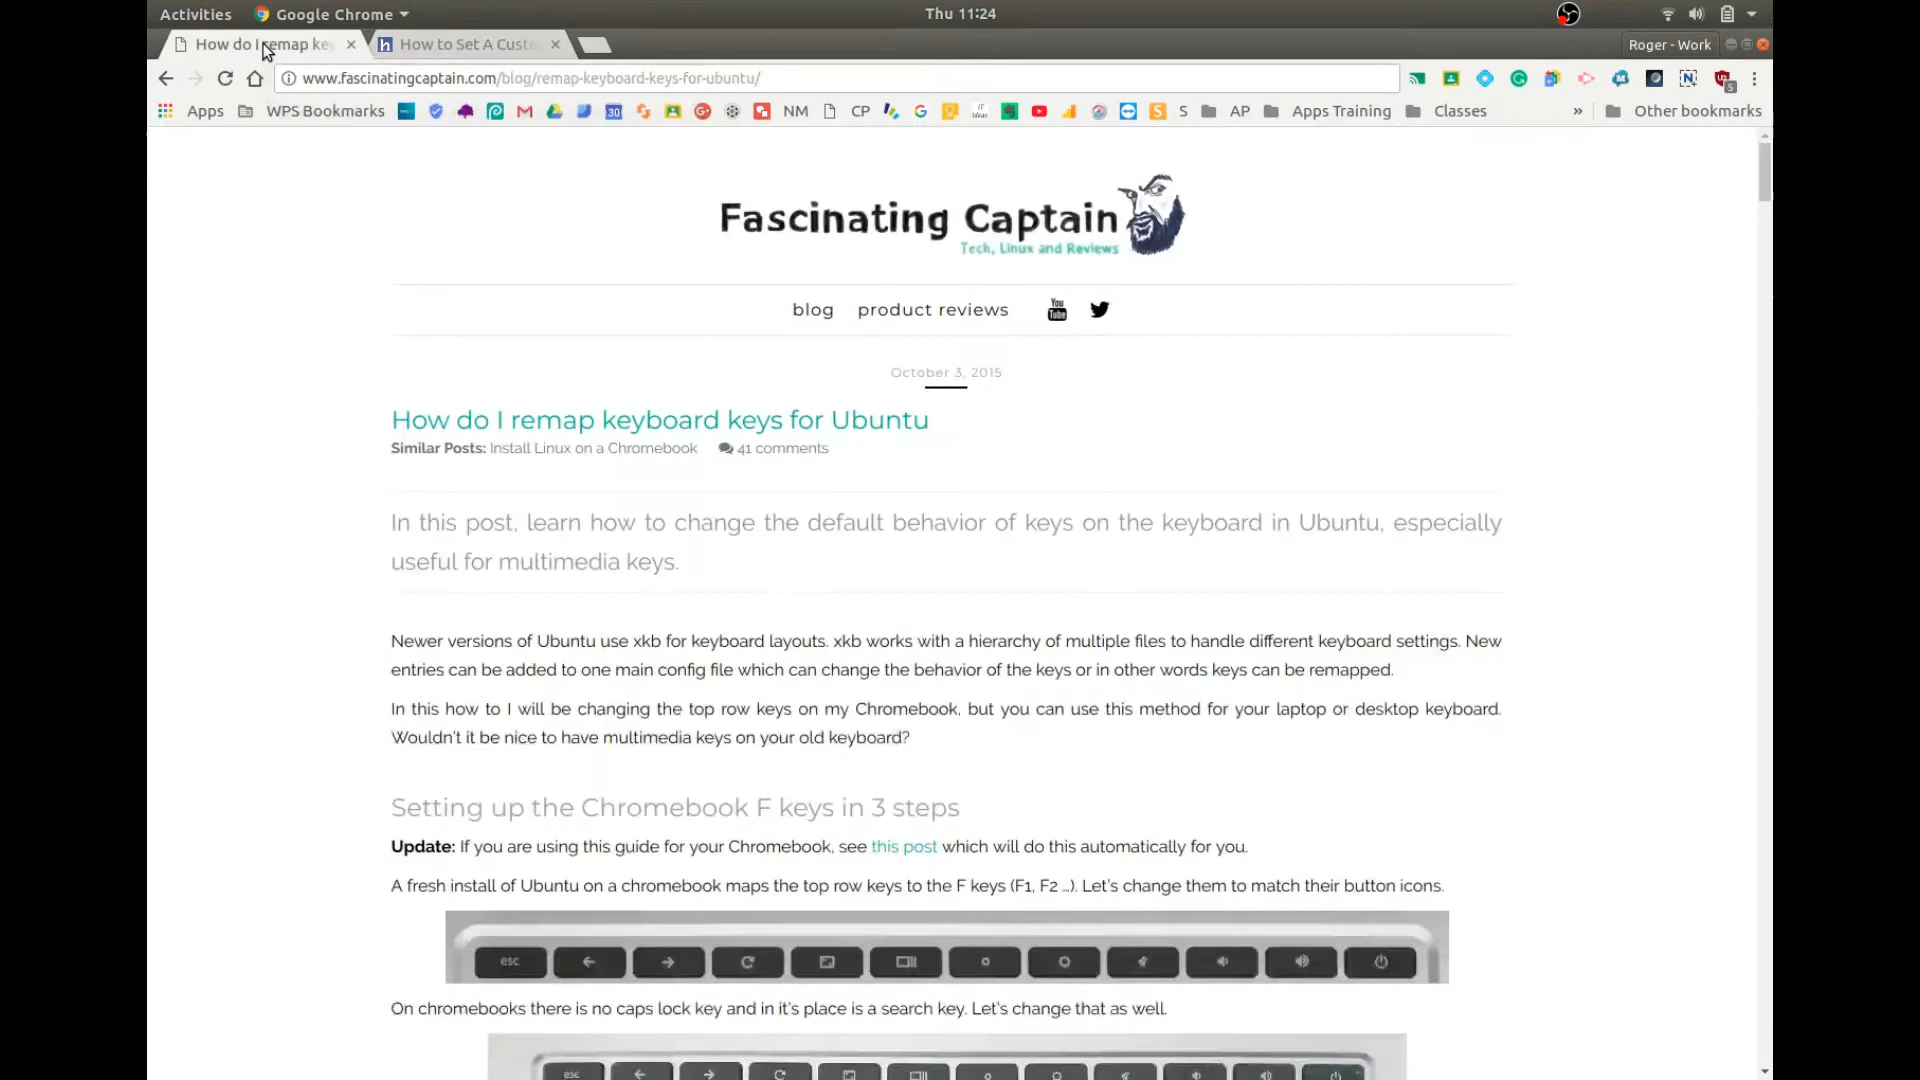 Activities Google Chrome Thu 11:24
How do I remap key How to Set A Custo Roger - Work
www.fascinatingcaptain.com/blog/remap-keyboard-keys-for-ubuntu/
Apps WPS Bookmarks 30 NM CP S AP Apps Training Classes » Other bookmarks
Fascinating Captain
Tech, Linux and Reviews
blog product reviews You Tube
October 3, 2015
How do I remap keyboard keys for Ubuntu
Similar Posts: Install Linux on a Chromebook 41 comments
In this post, learn how to change the default behavior of keys on the keyboard in Ubuntu, especially
useful for multimedia keys.
Newer versions of Ubuntu use xkb for keyboard layouts. xkb works with a hierarchy of multiple files to handle different keyboard settings. New
entries can be added to one main config file which can change the behavior of the keys or in other words keys can be remapped.
In this how to I will be changing the top row keys on my Chromebook, but you can use this method for your laptop or desktop keyboard.
Wouldn't it be nice to have multimedia keys on your old keyboard?
Setting up the Chromebook F keys in 3 steps
Update: If you are using this guide for your Chromebook, see this post which will do this automatically for you.
A fresh install of Ubuntu on a chromebook maps the top row keys to the F keys (F1, F2 ...). Let's change them to match their button icons.
esc
On chromebooks there is no caps lock key and in it's place is a search key. Let's change that as well.
esc